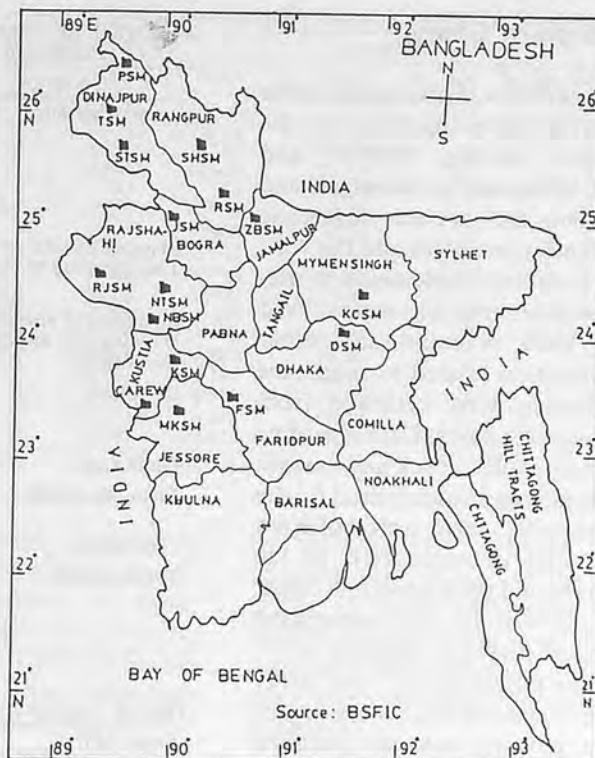 89°E 90° 91° 92° 93°
BANGLADESH
N
S
26°
N
26°
PSM
DINAJPUR
TSM
RANGPUR
STSM
SHSM
INDIA
RSM
25°
25°
ZBSM
JSM
RAJSHA-
HI
BOGRA
JAMALPUR
MYMENSINGH
SYLHET
RJSM
NTSM
NBSM
KCSM
TANGAIL
PABNA
24°
24°
DSM
KUSTIA
KSM
DHAKA
INDIA
CAREW
MKSM
FSM
COMILLA
FARIDPUR
23°
23°
JESSORE
NOAKHALI
CHITTAGONG
HILL TRACTS
INDIA
KHULNA
BARISAL
CHITTAGONG
22°
22°
BAY OF BENGAL
21°
N
21°
N
Source: BSFIC
89° 90° 91° 92° 93°